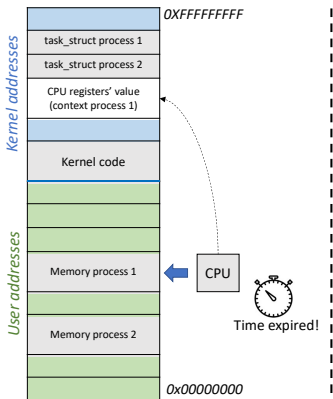 0XFFFFFFFFF
task_struct process 1
task_struct process 2
CPU registers' value
(context process 1)
Kernel addresses
Kernel code
User addresses
Memory process 1
CPU
Time expired!
Memory process 2
0x00000000